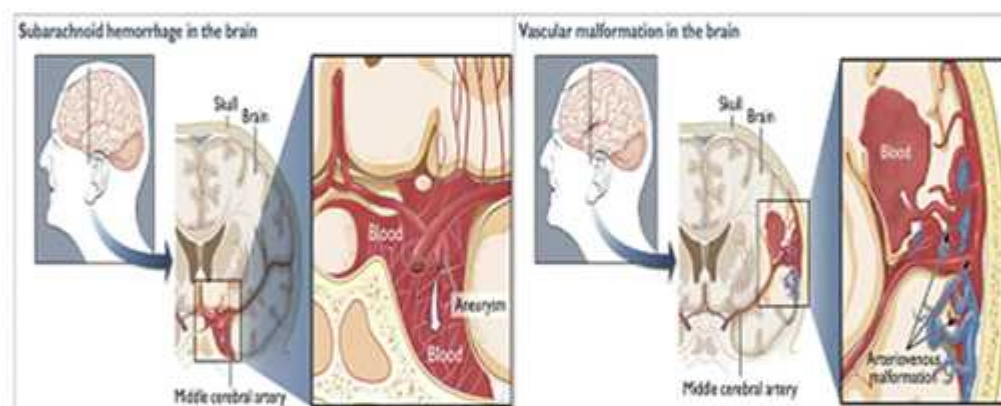 Subarachnoid hemorrhage in the brain
Skull
Brain
Blood
Aneurysm
Blood
Middle cerebral artery
Vascular malformation in the brain
Skull
Brain
Blood
Arteriovenous
malformation
Middle cerebral artery